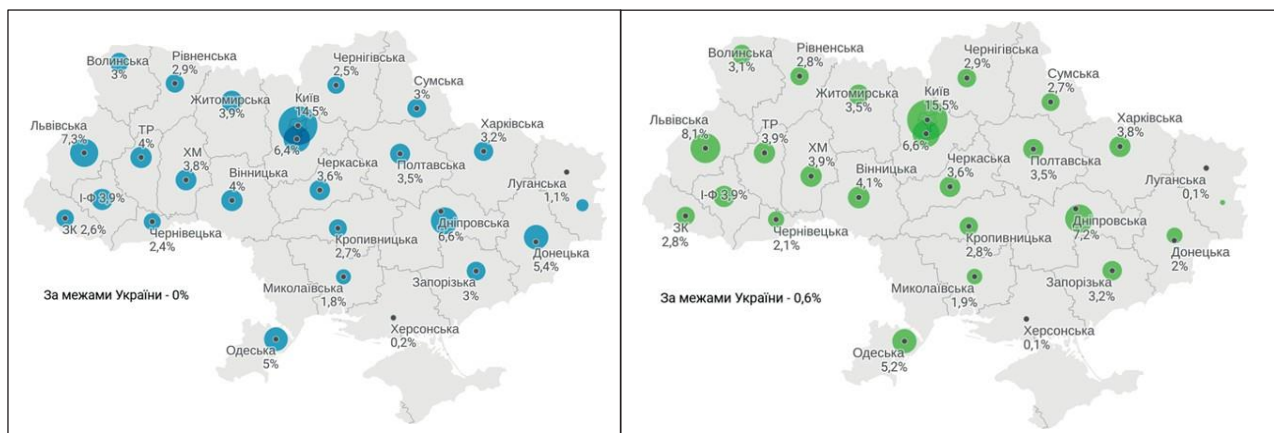 Волинська
3%
Рівненська
2,9%
Житомирська
3,9%
Київ
14,5%
6,4%
Чернігівська
2,5%
Сумська
3%
Львівська
7,3%
ТР
4%
ХМ
3,8%
Вінницька
4%
Черкаська
3,6%
Полтавська
3,5%
Харківська
3,2%
Луганська
1,1%
І-Ф 3,9%
ЗК 2,6%
Чернівецька
2,4%
Кропивницька
2,7%
Дніпровська
6,6%
Донецька
5,4%
Миколаївська
1,8%
Запорізька
3%
За межами України - 0%
Херсонська
0,2%
Одеська
5%
Волинська
3,1%
Рівненська
2,8%
Житомирська
3,5%
Київ
15,5%
6,6%
Чернігівська
2,9%
Сумська
2,7%
Львівська
8,1%
ТР
3,9%
ХМ
3,9%
Вінницька
4,1%
Черкаська
3,6%
Полтавська
3,5%
Харківська
3,8%
Луганська
0,1%
І-Ф 3,9%
ЗК
2,8%
Чернівецька
2,1%
Кропивницька
2,8%
Дніпровська
7,2%
Донецька
2%
Миколаївська
1,9%
Запорізька
3,2%
За межами України - 0,6%
Херсонська
0,1%
Одеська
5,2%